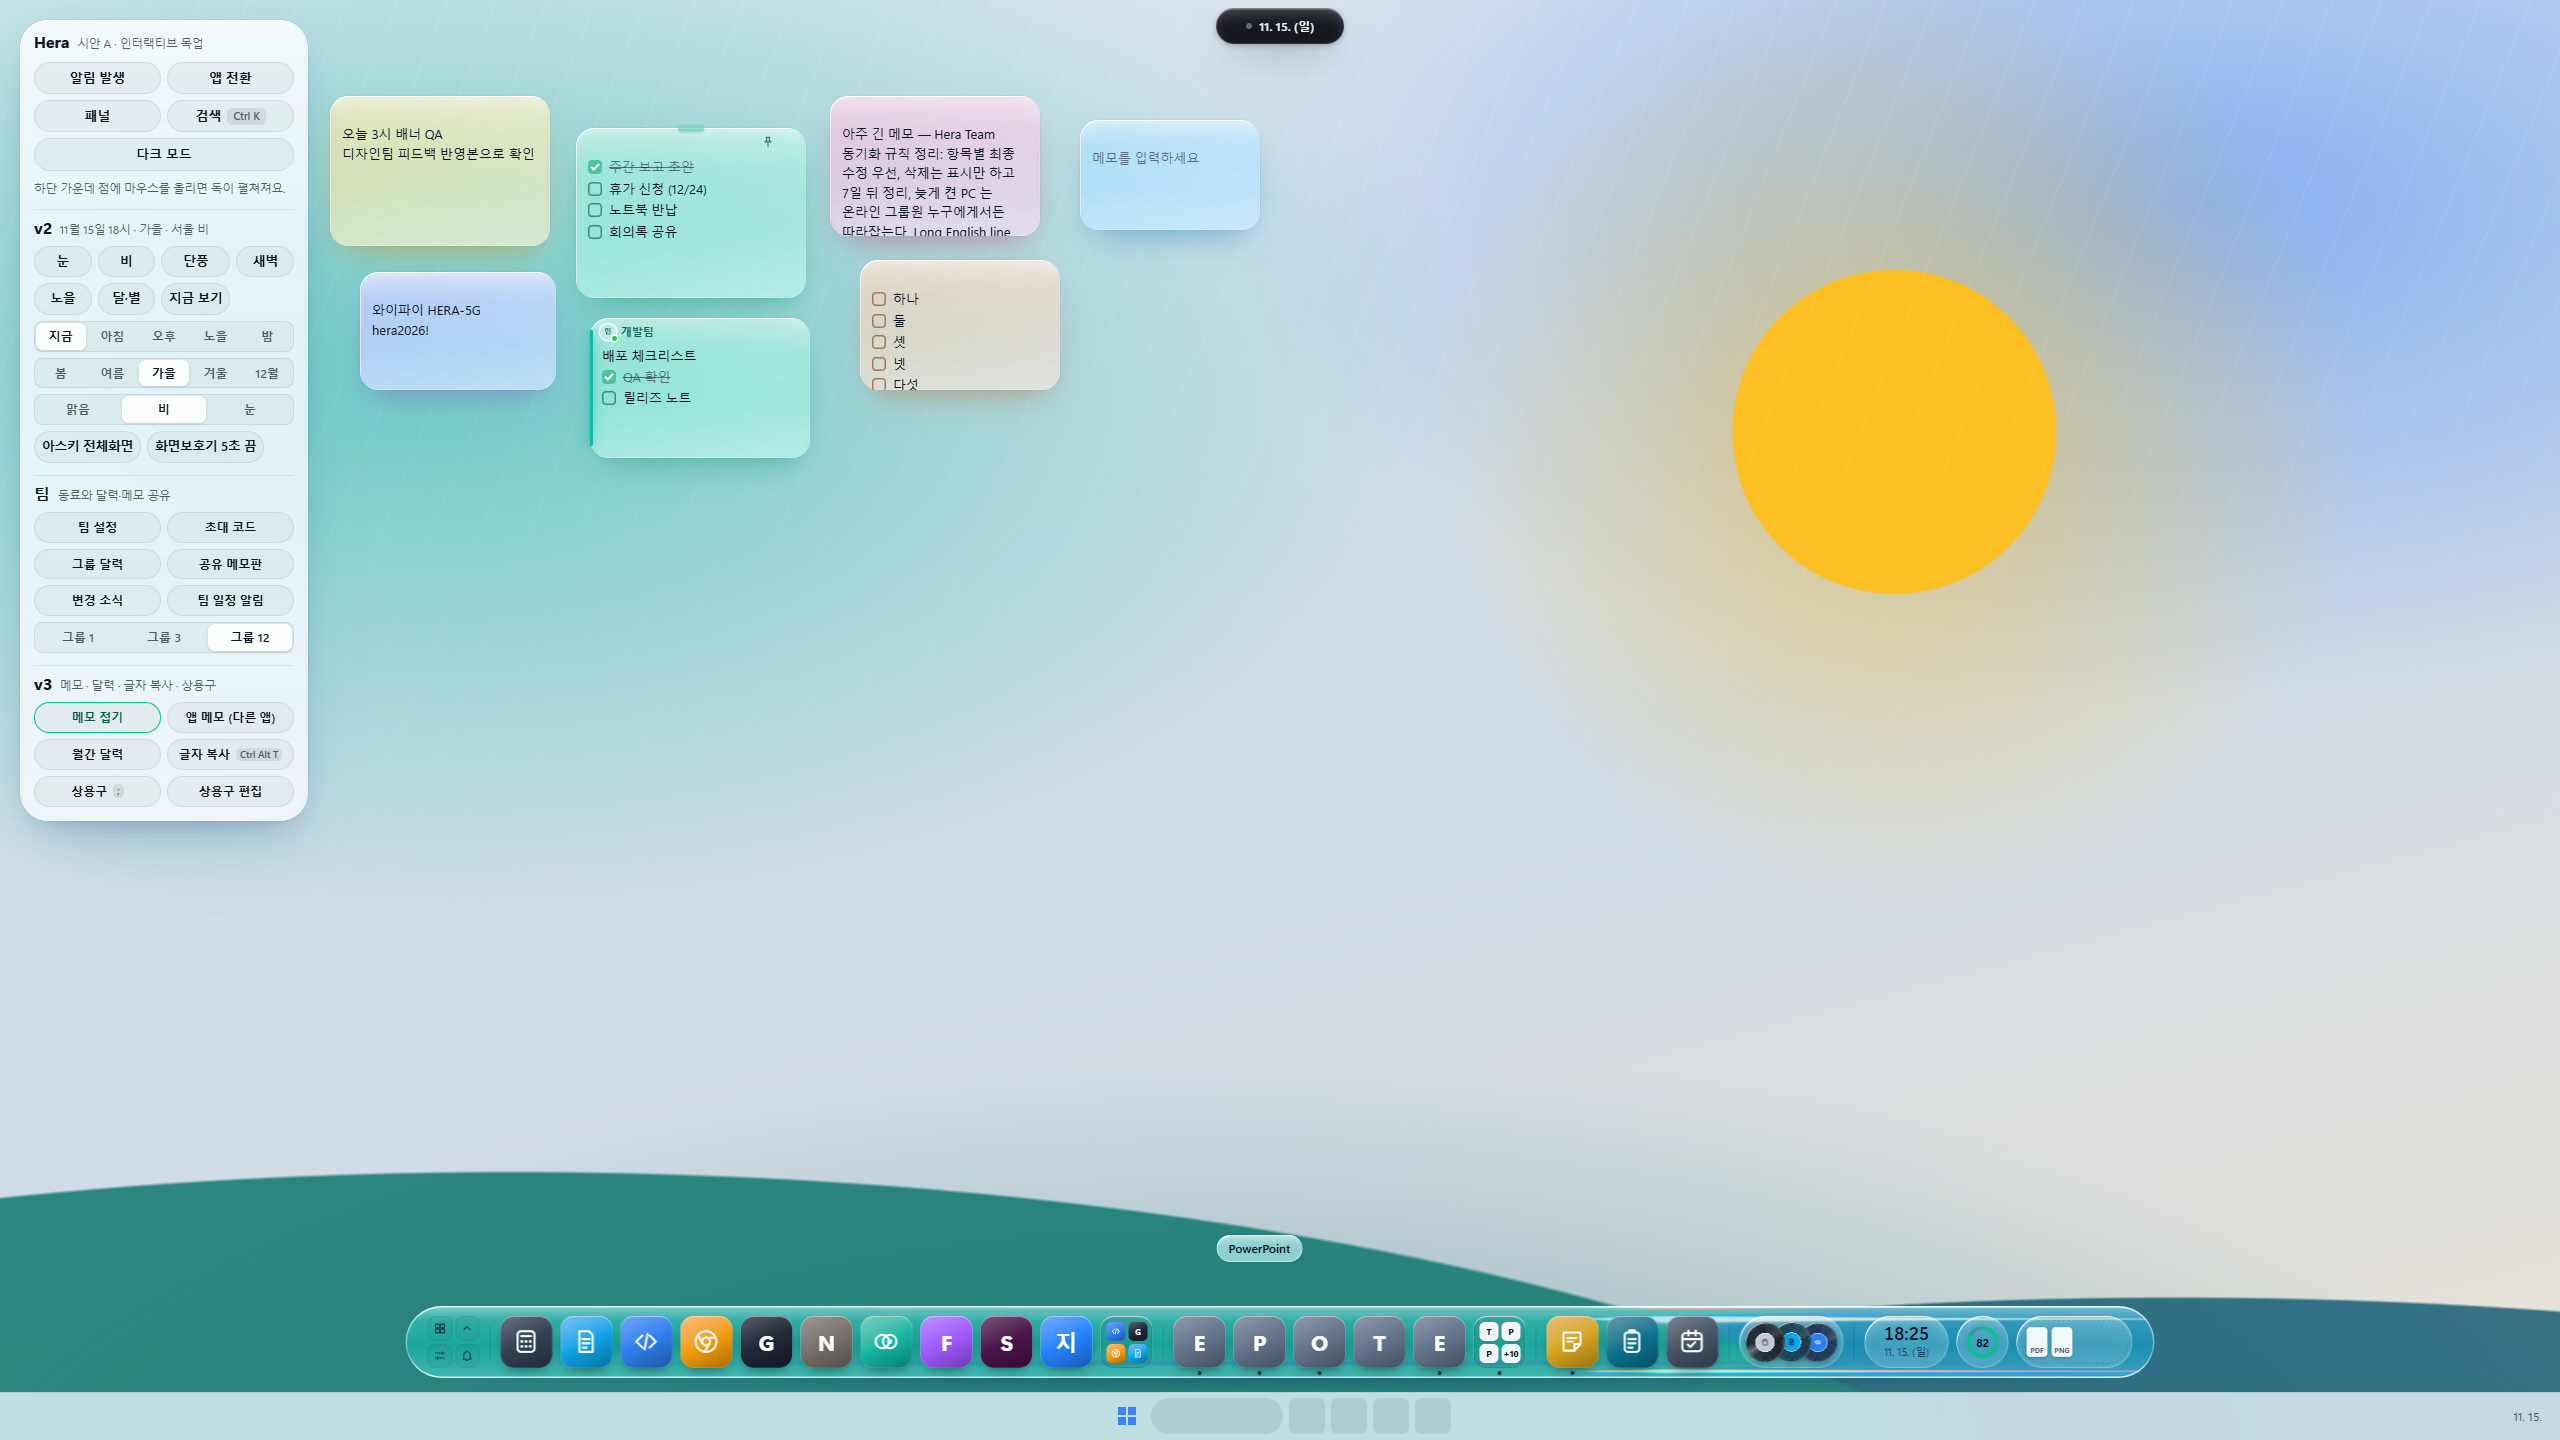 Hera 시안 A · 인터랙티브 목업
알림 발생 앱 전환
패널 검색 Ctrl K
다크 모드
하단 가운데 점에 마우스를 올리면 독이 펼쳐져요.
v2 11월 15일 18시 · 가을 · 서울 비
눈 비 단풍 새벽
노을 달·별 지금 보기
지금 아침 오후 노을 밤
봄 여름 가을 겨울 12월
맑음 비 눈
아스키 전체화면 화면보호기 5초 끔
팀 동료와 달력·메모 공유
팀 설정 초대 코드
그룹 달력 공유 메모판
변경 소식 팀 일정 알림
그룹 1 그룹 3 그룹 12
v3 메모 · 달력 · 글자 복사 · 상용구
메모 접기 앱 메모 (다른 앱)
월간 달력 글자 복사 Ctrl Alt T
상용구 ; 상용구 편집
11. 15. (일)
오늘 3시 배너 QA
디자인팀 피드백 반영본으로 확인
주간 보고 초안
휴가 신청 (12/24)
노트북 반납
회의록 공유
아주 긴 메모 — Hera Team
동기화 규칙 정리: 항목별 최종
수정 우선, 삭제는 표시만 하고
7일 뒤 정리, 늦게 켠 PC 는
온라인 그룹원 누구에게서든
따라잡는다. Long English line
메모를 입력하세요
와이파이 HERA-5G
hera2026!
민 개발팀
배포 체크리스트
QA 확인
릴리즈 노트
하나
둘
셋
넷
다섯
PowerPoint
G N F S 지 G E P O T E T P P +10
18:25
11. 15. (일)
82
PDF PNG
11. 15.